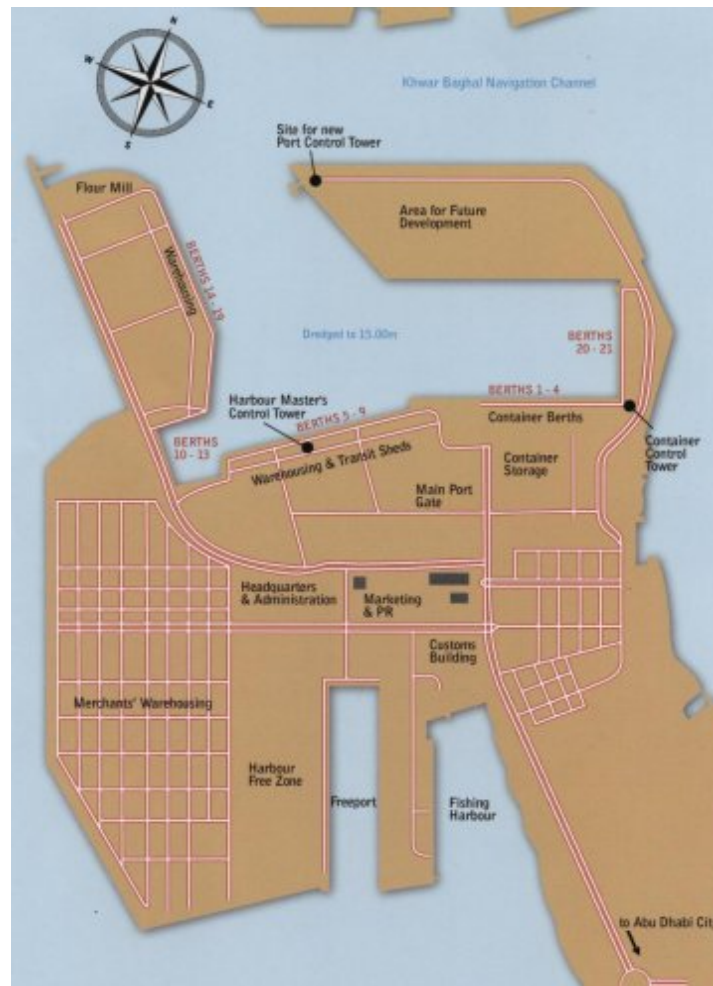 N
W
E
S
Khwar Baghal Navigation Channel
Site for new
Port Control Tower
Flour Mill
Area for Future
Development
Warehousing
BERTHS 14 - 19
Dredged to 15.00m
BERTHS
20 - 21
BERTHS 1 - 4
Harbour Master's
Control Tower
BERTHS 5 - 9
Container Berths
BERTHS
10 - 13
Warehousing & Transit Sheds
Container
Storage
Container
Control
Tower
Main Port
Gate
Headquarters
& Administration
Marketing
& PR
Customs
Building
Merchants' Warehousing
Harbour
Free Zone
Freeport
Fishing
Harbour
to Abu Dhabi Cit